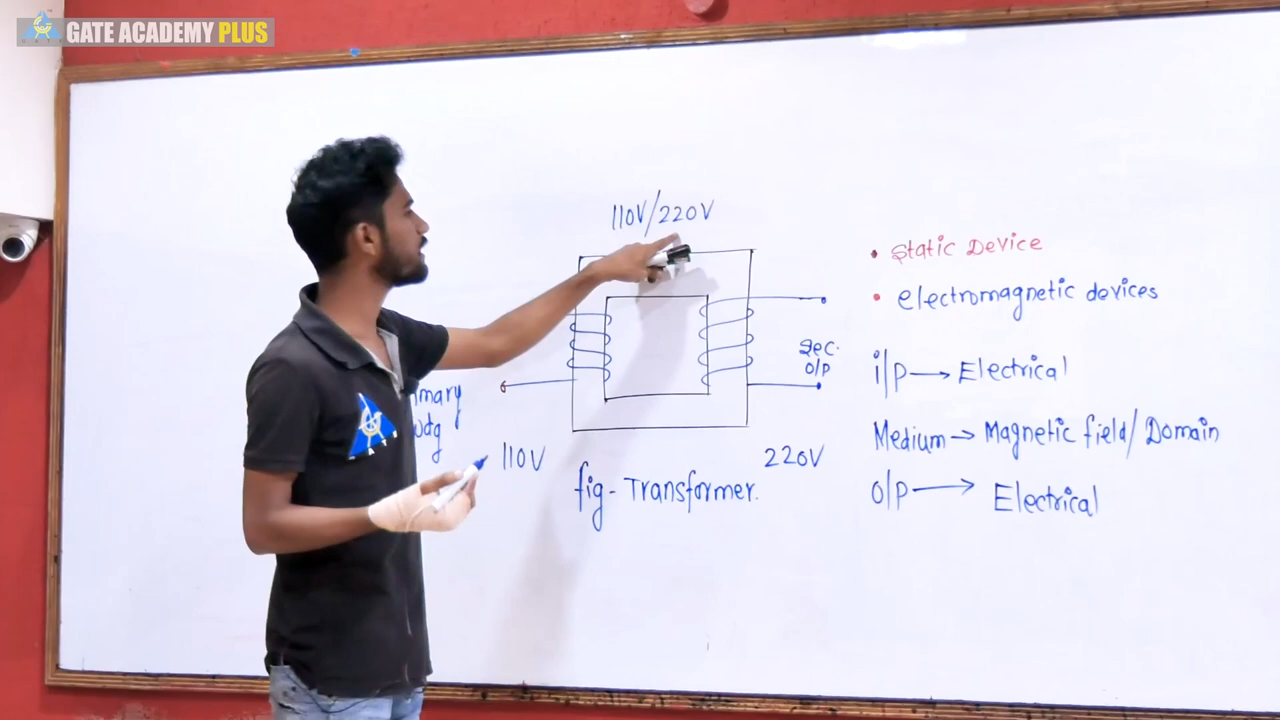 GATE ACADEMY PLUS
110V/220V
Static Device
electromagnetic devices
Sec.
O/P
i/p → Electrical
Medium → Magnetic field/Domain
110V
220V
fig - Transformer.
o/p → Electrical